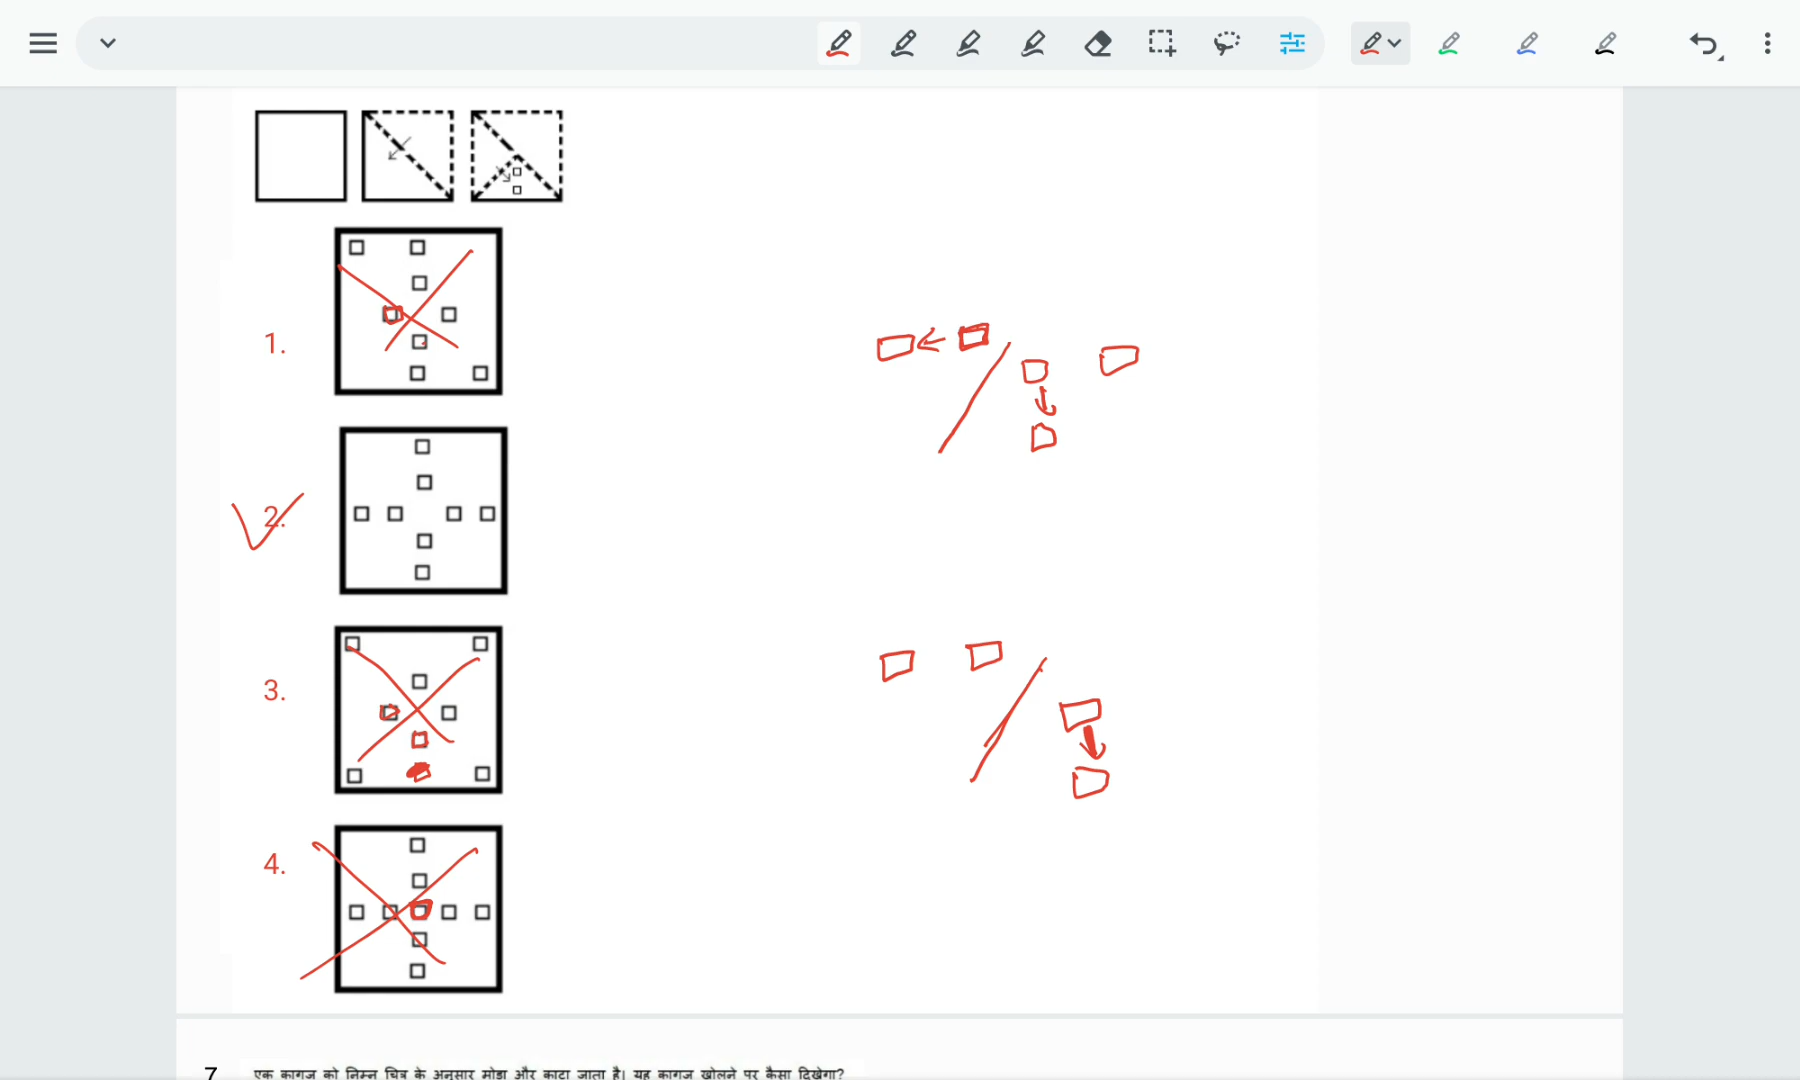 1.
2.
3.
4.
7 एक कागज को निम्न चित्र के अनुसार मोड़ा और काटा जाता है। यह कागज खोलने पर कैसा दिखेगा?